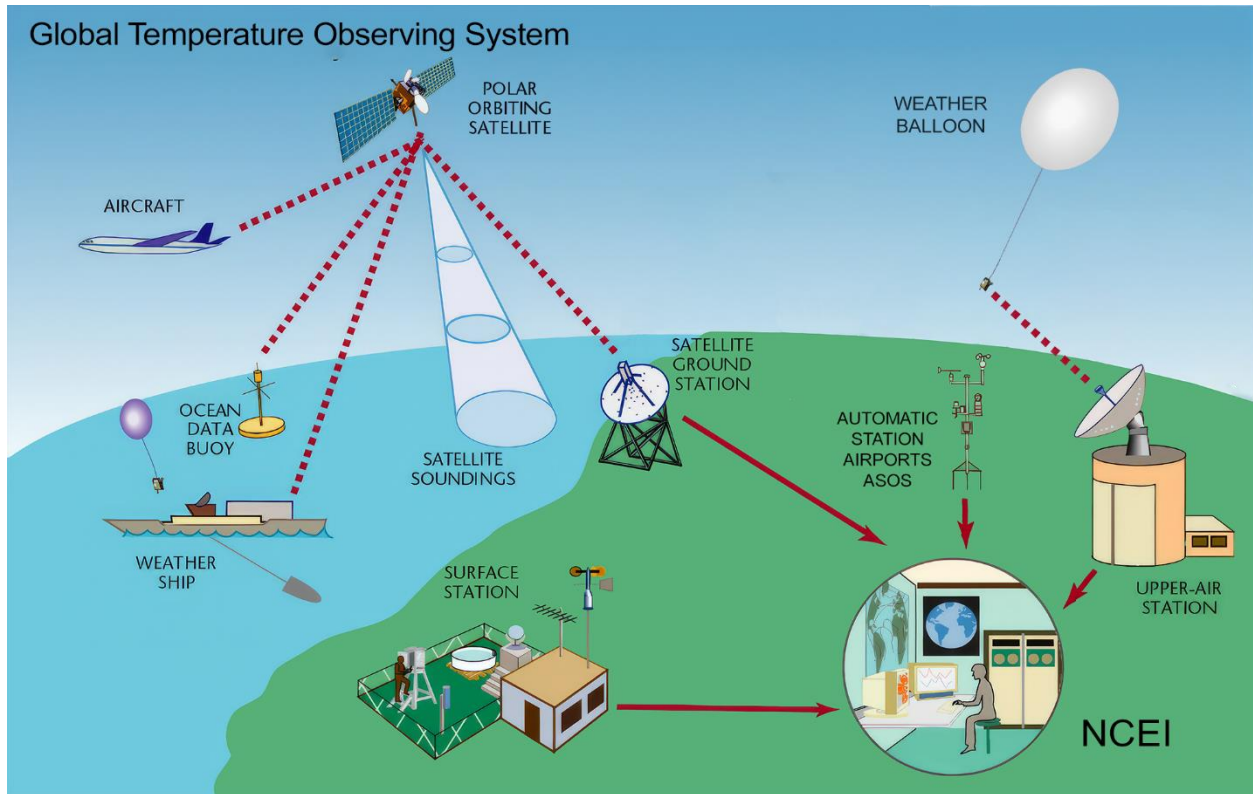 Global Temperature Observing System
POLAR
ORBITING
SATELLITE
WEATHER
BALLOON
AIRCRAFT
SATELLITE
GROUND
STATION
OCEAN
DATA
BUOY
AUTOMATIC
STATION
AIRPORTS
ASOS
SATELLITE
SOUNDINGS
WEATHER
SHIP
SURFACE
STATION
UPPER-AIR
STATION
NCEI